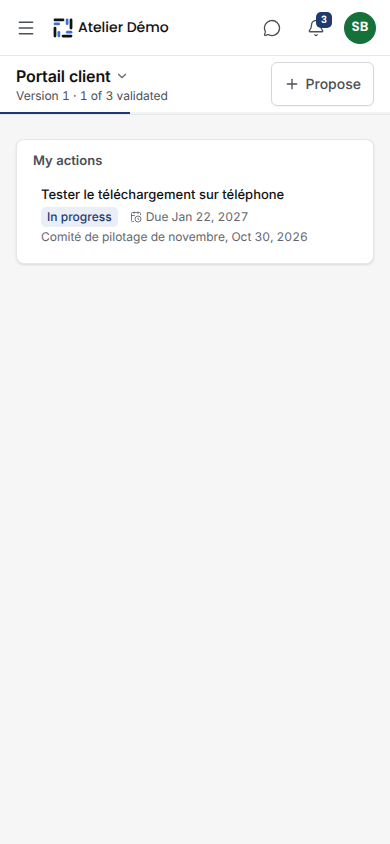 Atelier Démo
3
SB
Portail client
Version 1 · 1 of 3 validated
Propose
My actions
Tester le téléchargement sur téléphone
In progress
Due Jan 22, 2027
Comité de pilotage de novembre, Oct 30, 2026